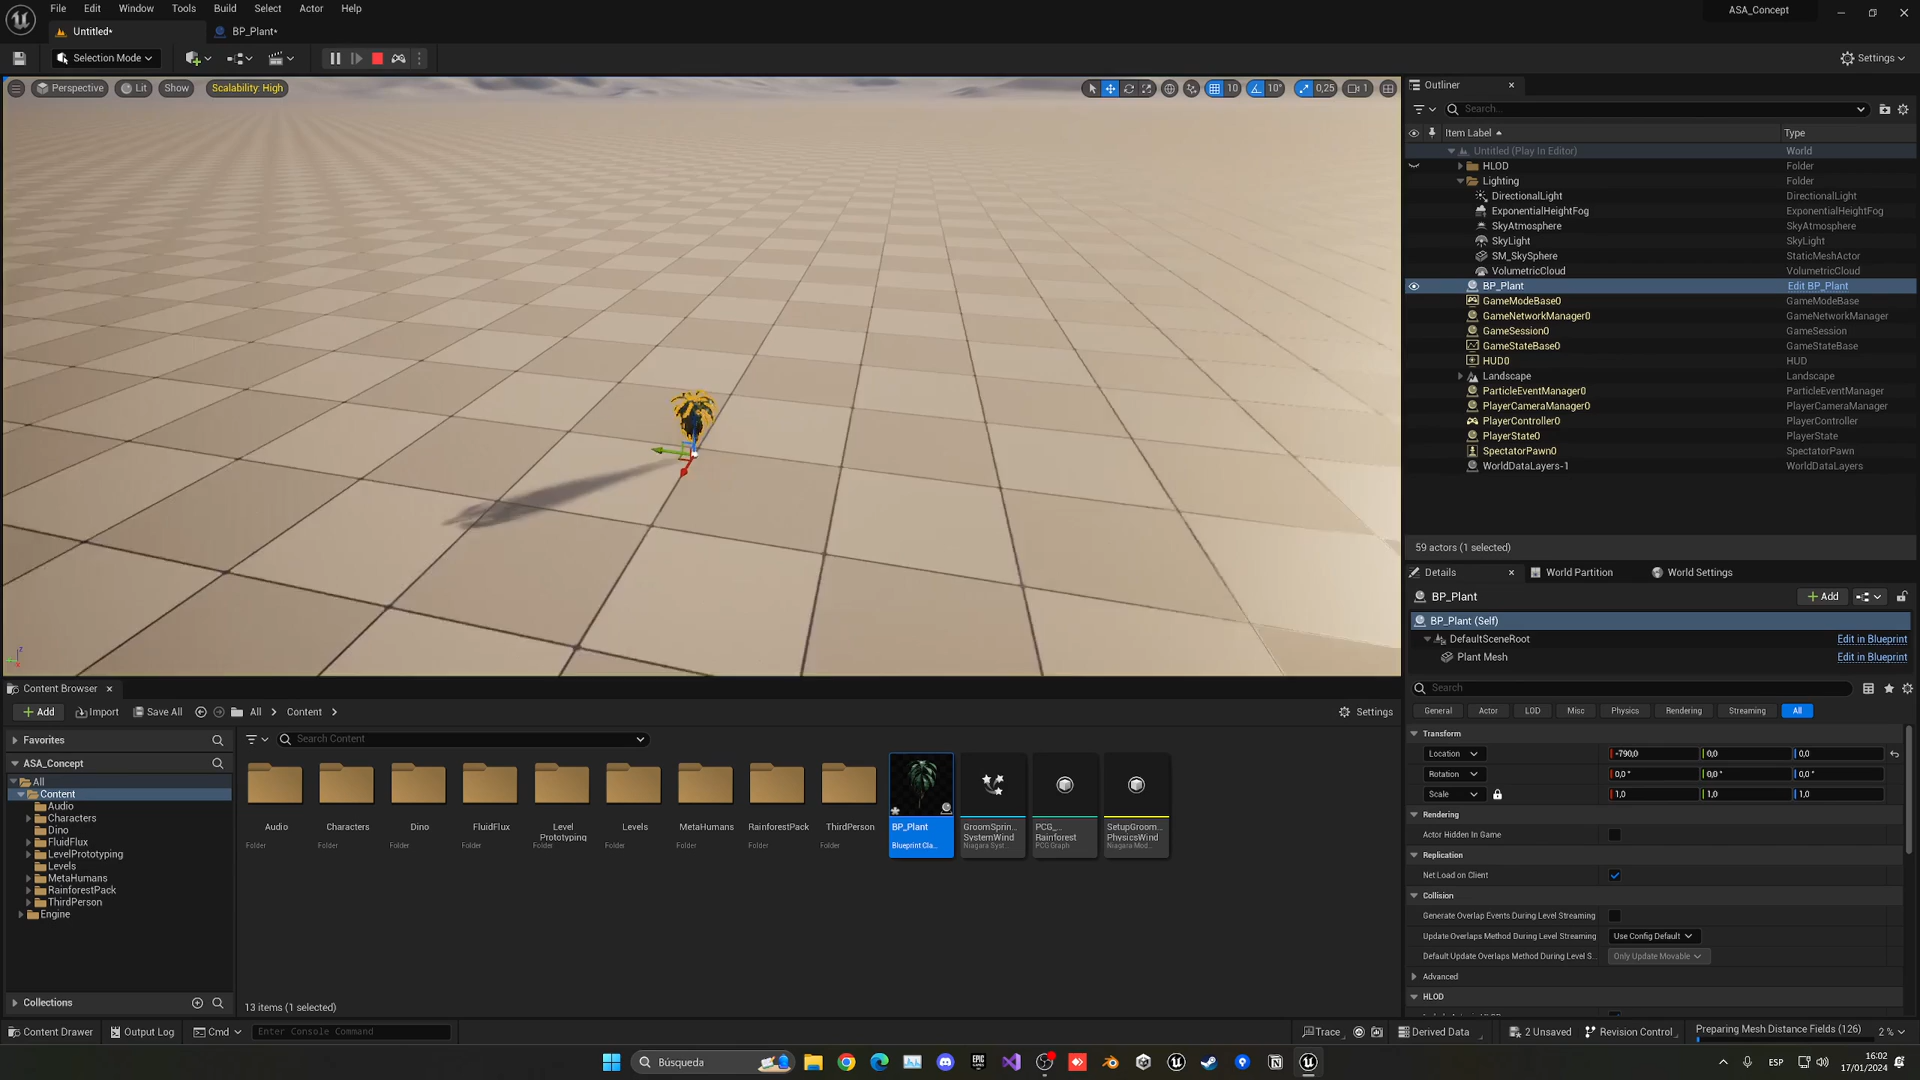 File Edit Window Tools Build Select Actor Help
ASA_Concept
Untitled*
BP_Plant*
Selection Mode
Settings
Perspective
Lit
Show
Scalability: High
10
10°
0,25
1
Outliner
Search...
Item Label
Type
Untitled (Play In Editor) World
HLOD Folder
Lighting Folder
DirectionalLight DirectionalLight
ExponentialHeightFog ExponentialHeightFog
SkyAtmosphere SkyAtmosphere
SkyLight SkyLight
SM_SkySphere StaticMeshActor
VolumetricCloud VolumetricCloud
BP_Plant Edit BP_Plant
GameModeBase0 GameModeBase
GameNetworkManager0 GameNetworkManager
GameSession0 GameSession
GameStateBase0 GameStateBase
HUD0 HUD
Landscape Landscape
ParticleEventManager0 ParticleEventManager
PlayerCameraManager0 PlayerCameraManager
PlayerController0 PlayerController
PlayerState0 PlayerState
SpectatorPawn0 SpectatorPawn
WorldDataLayers-1 WorldDataLayers
59 actors (1 selected)
Details
World Partition
World Settings
BP_Plant
Add
BP_Plant (Self)
DefaultSceneRoot Edit in Blueprint
Plant Mesh Edit in Blueprint
Search
General Actor LOD Misc Physics Rendering Streaming All
Transform
Location -790,0 0,0 0,0
Rotation 0,0 ° 0,0 ° 0,0 °
Scale 1,0 1,0 1,0
Rendering
Actor Hidden In Game
Replication
Net Load on Client
Collision
Generate Overlap Events During Level Streaming
Update Overlaps Method During Level Streaming Use Config Default
Default Update Overlaps Method During Level S... Only Update Movable
Advanced
HLOD
Content Browser
Add Import Save All All Content Settings
Favorites
ASA_Concept
All
Content
Audio
Characters
Dino
FluidFlux
LevelPrototyping
Levels
MetaHumans
RainforestPack
ThirdPerson
Engine
Collections
Search Content
Audio
Folder
Characters
Folder
Dino
Folder
FluidFlux
Folder
Level
Prototyping
Folder
Levels
Folder
MetaHumans
Folder
RainforestPack
Folder
ThirdPerson
Folder
BP_Plant
Blueprint Cla...
GroomSprin...
SystemWind
Niagara Syst...
PCG_...
Rainforest
PCG Graph
SetupGroom...
PhysicsWind
Niagara Mod...
13 items (1 selected)
Content Drawer Output Log Cmd Enter Console Command
Trace Derived Data 2 Unsaved Revision Control Preparing Mesh Distance Fields (126) 2 %
Búsqueda
EPIC
ESP
16:02
17/01/2024